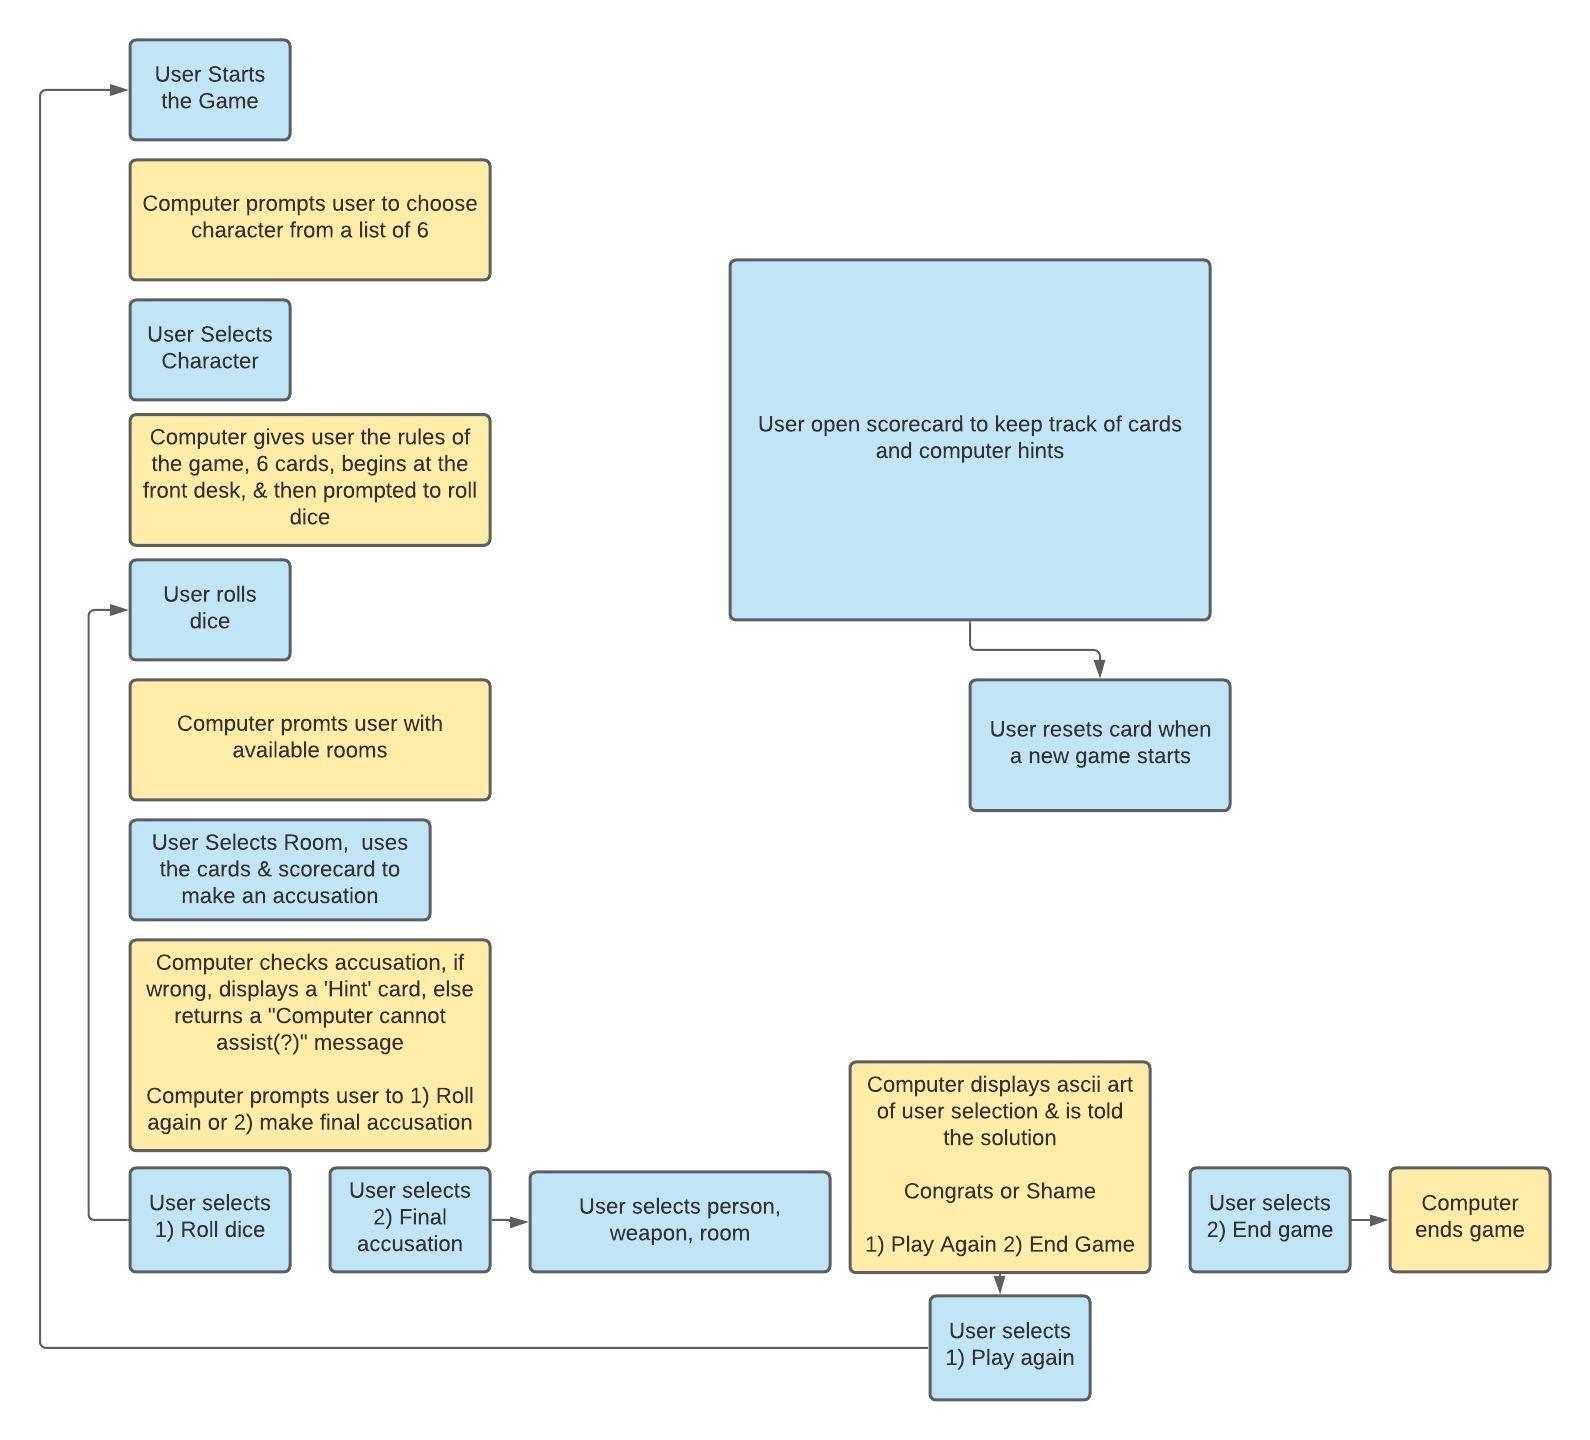 User Starts
the Game
Computer prompts user to choose
character from a list of 6
User Selects
Character
Computer gives user the rules of
the game, 6 cards, begins at the
front desk, & then prompted to roll
dice
User rolls
dice
Computer promts user with
available rooms
User Selects Room,  uses
the cards & scorecard to
make an accusation
Computer checks accusation, if
wrong, displays a 'Hint' card, else
returns a "Computer cannot
assist(?)" message
Computer prompts user to 1) Roll
again or 2) make final accusation
User selects
1) Roll dice
User selects
2) Final
accusation
User selects person,
weapon, room
Computer displays ascii art
of user selection & is told
the solution
Congrats or Shame
1) Play Again 2) End Game
User selects
1) Play again
User selects
2) End game
Computer
ends game
User open scorecard to keep track of cards
and computer hints
User resets card when
a new game starts